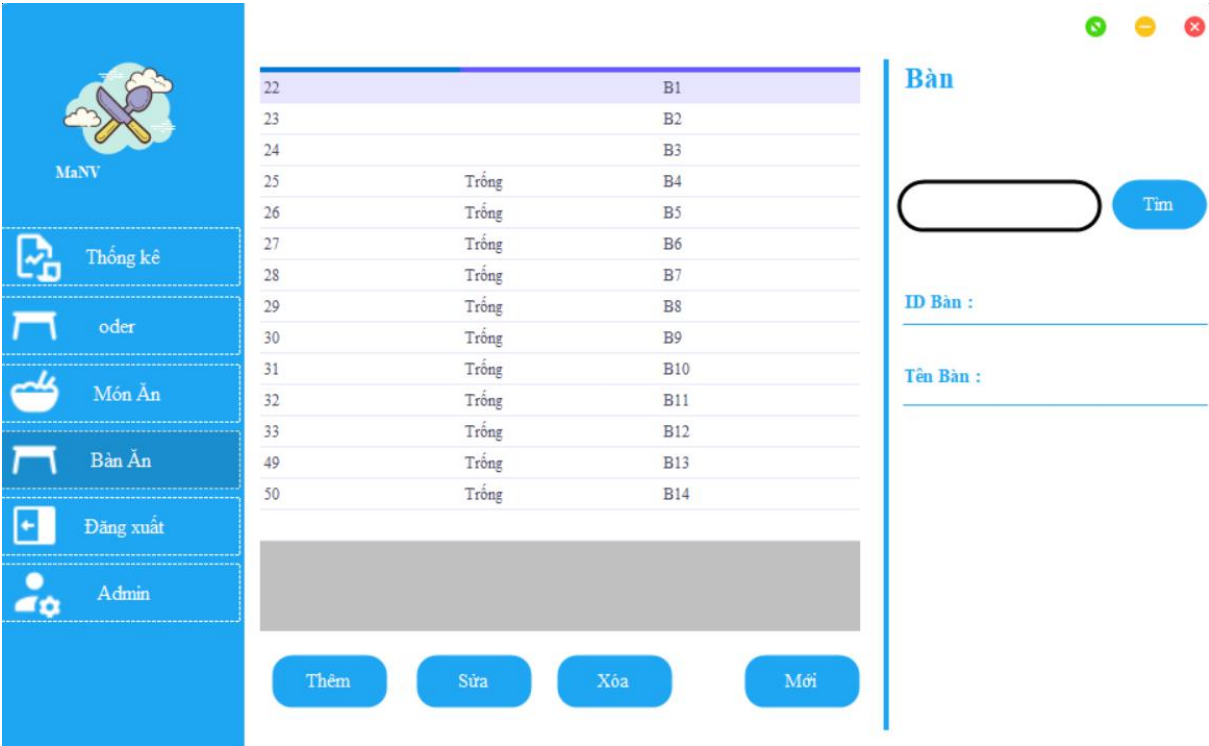 MaNV
Thống kê
oder
Món Ăn
Bàn Ăn
Đăng xuất
Admin
22 B1
23 B2
24 B3
25 Trống B4
26 Trống B5
27 Trống B6
28 Trống B7
29 Trống B8
30 Trống B9
31 Trống B10
32 Trống B11
33 Trống B12
49 Trống B13
50 Trống B14
Thêm Sửa Xóa Mới
Bàn
Tìm
ID Bàn :
Tên Bàn :